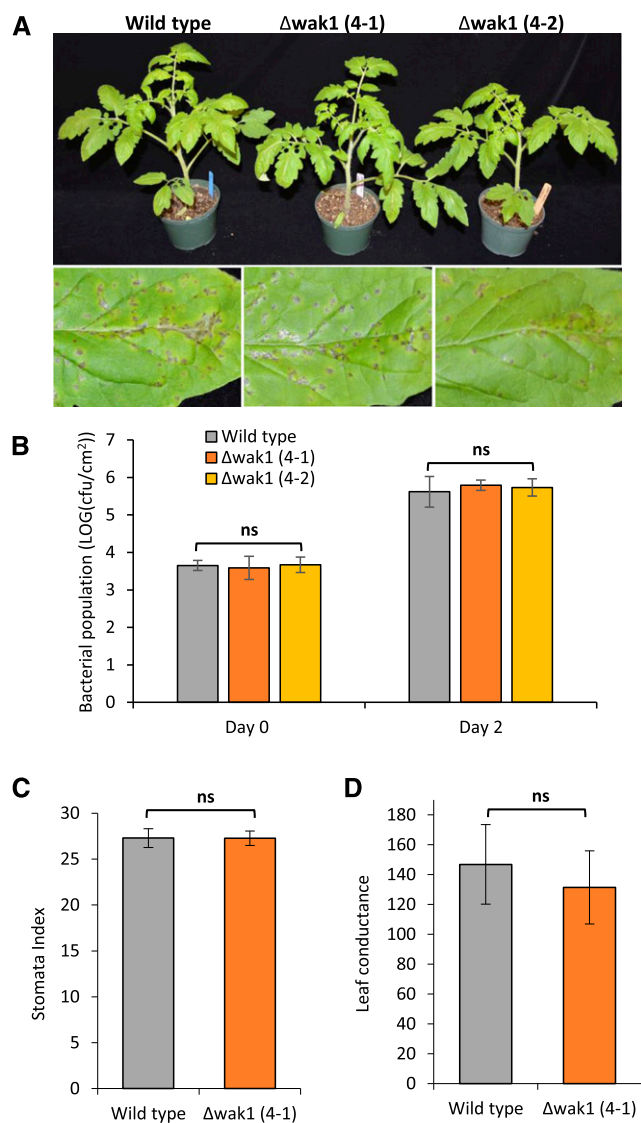 A
Wild type Δwak1 (4-1) Δwak1 (4-2)
B
Bacterial population (LOG(cfu/cm²))
7
6
5
4
3
2
1
0
Wild type
Δwak1 (4-1)
Δwak1 (4-2)
ns
ns
Day 0 Day 2
C
Stomata Index
30
25
20
15
10
5
0
ns
Wild type Δwak1 (4-1)
D
Leaf conductance
180
160
140
120
100
80
60
40
20
0
ns
Wild type Δwak1 (4-1)